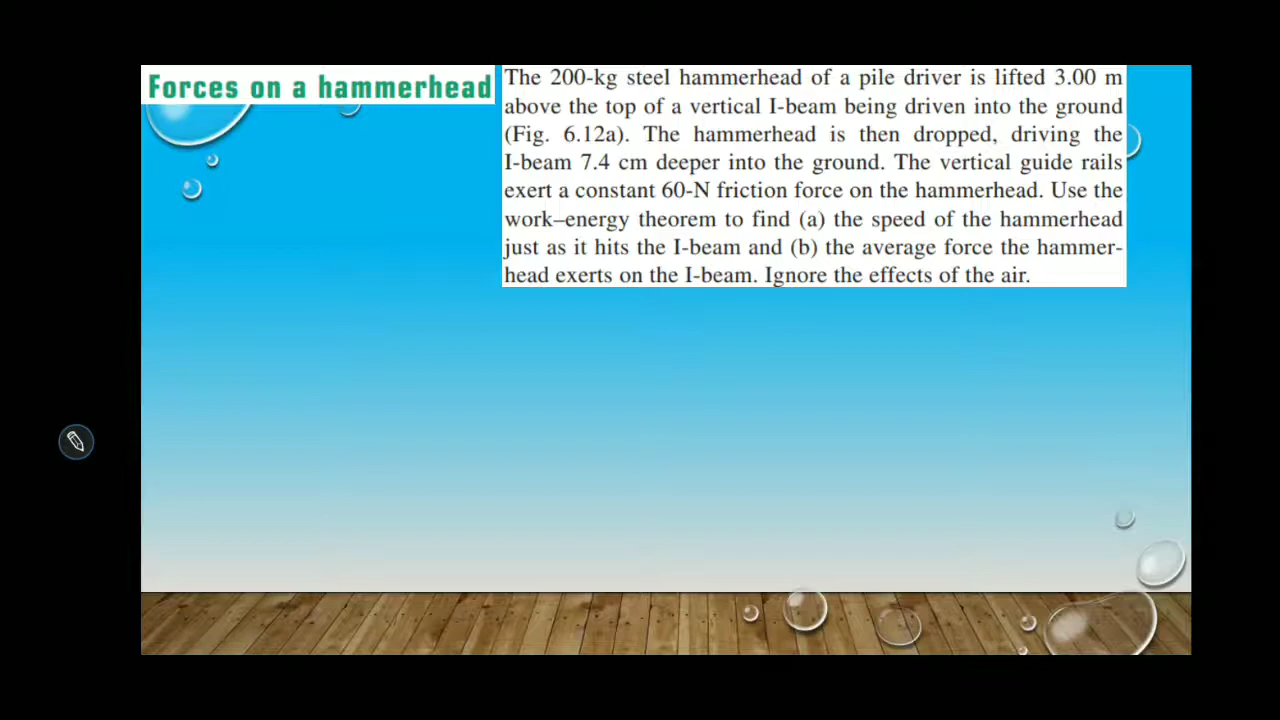 Forces on a hammerhead
The 200-kg steel hammerhead of a pile driver is lifted 3.00 m
above the top of a vertical I-beam being driven into the ground
(Fig. 6.12a). The hammerhead is then dropped, driving the
I-beam 7.4 cm deeper into the ground. The vertical guide rails
exert a constant 60-N friction force on the hammerhead. Use the
work–energy theorem to find (a) the speed of the hammerhead
just as it hits the I-beam and (b) the average force the hammer-
head exerts on the I-beam. Ignore the effects of the air.